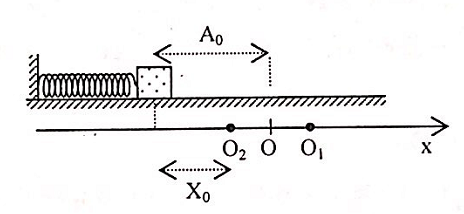 A₀
O₂ O O₁ x
X₀